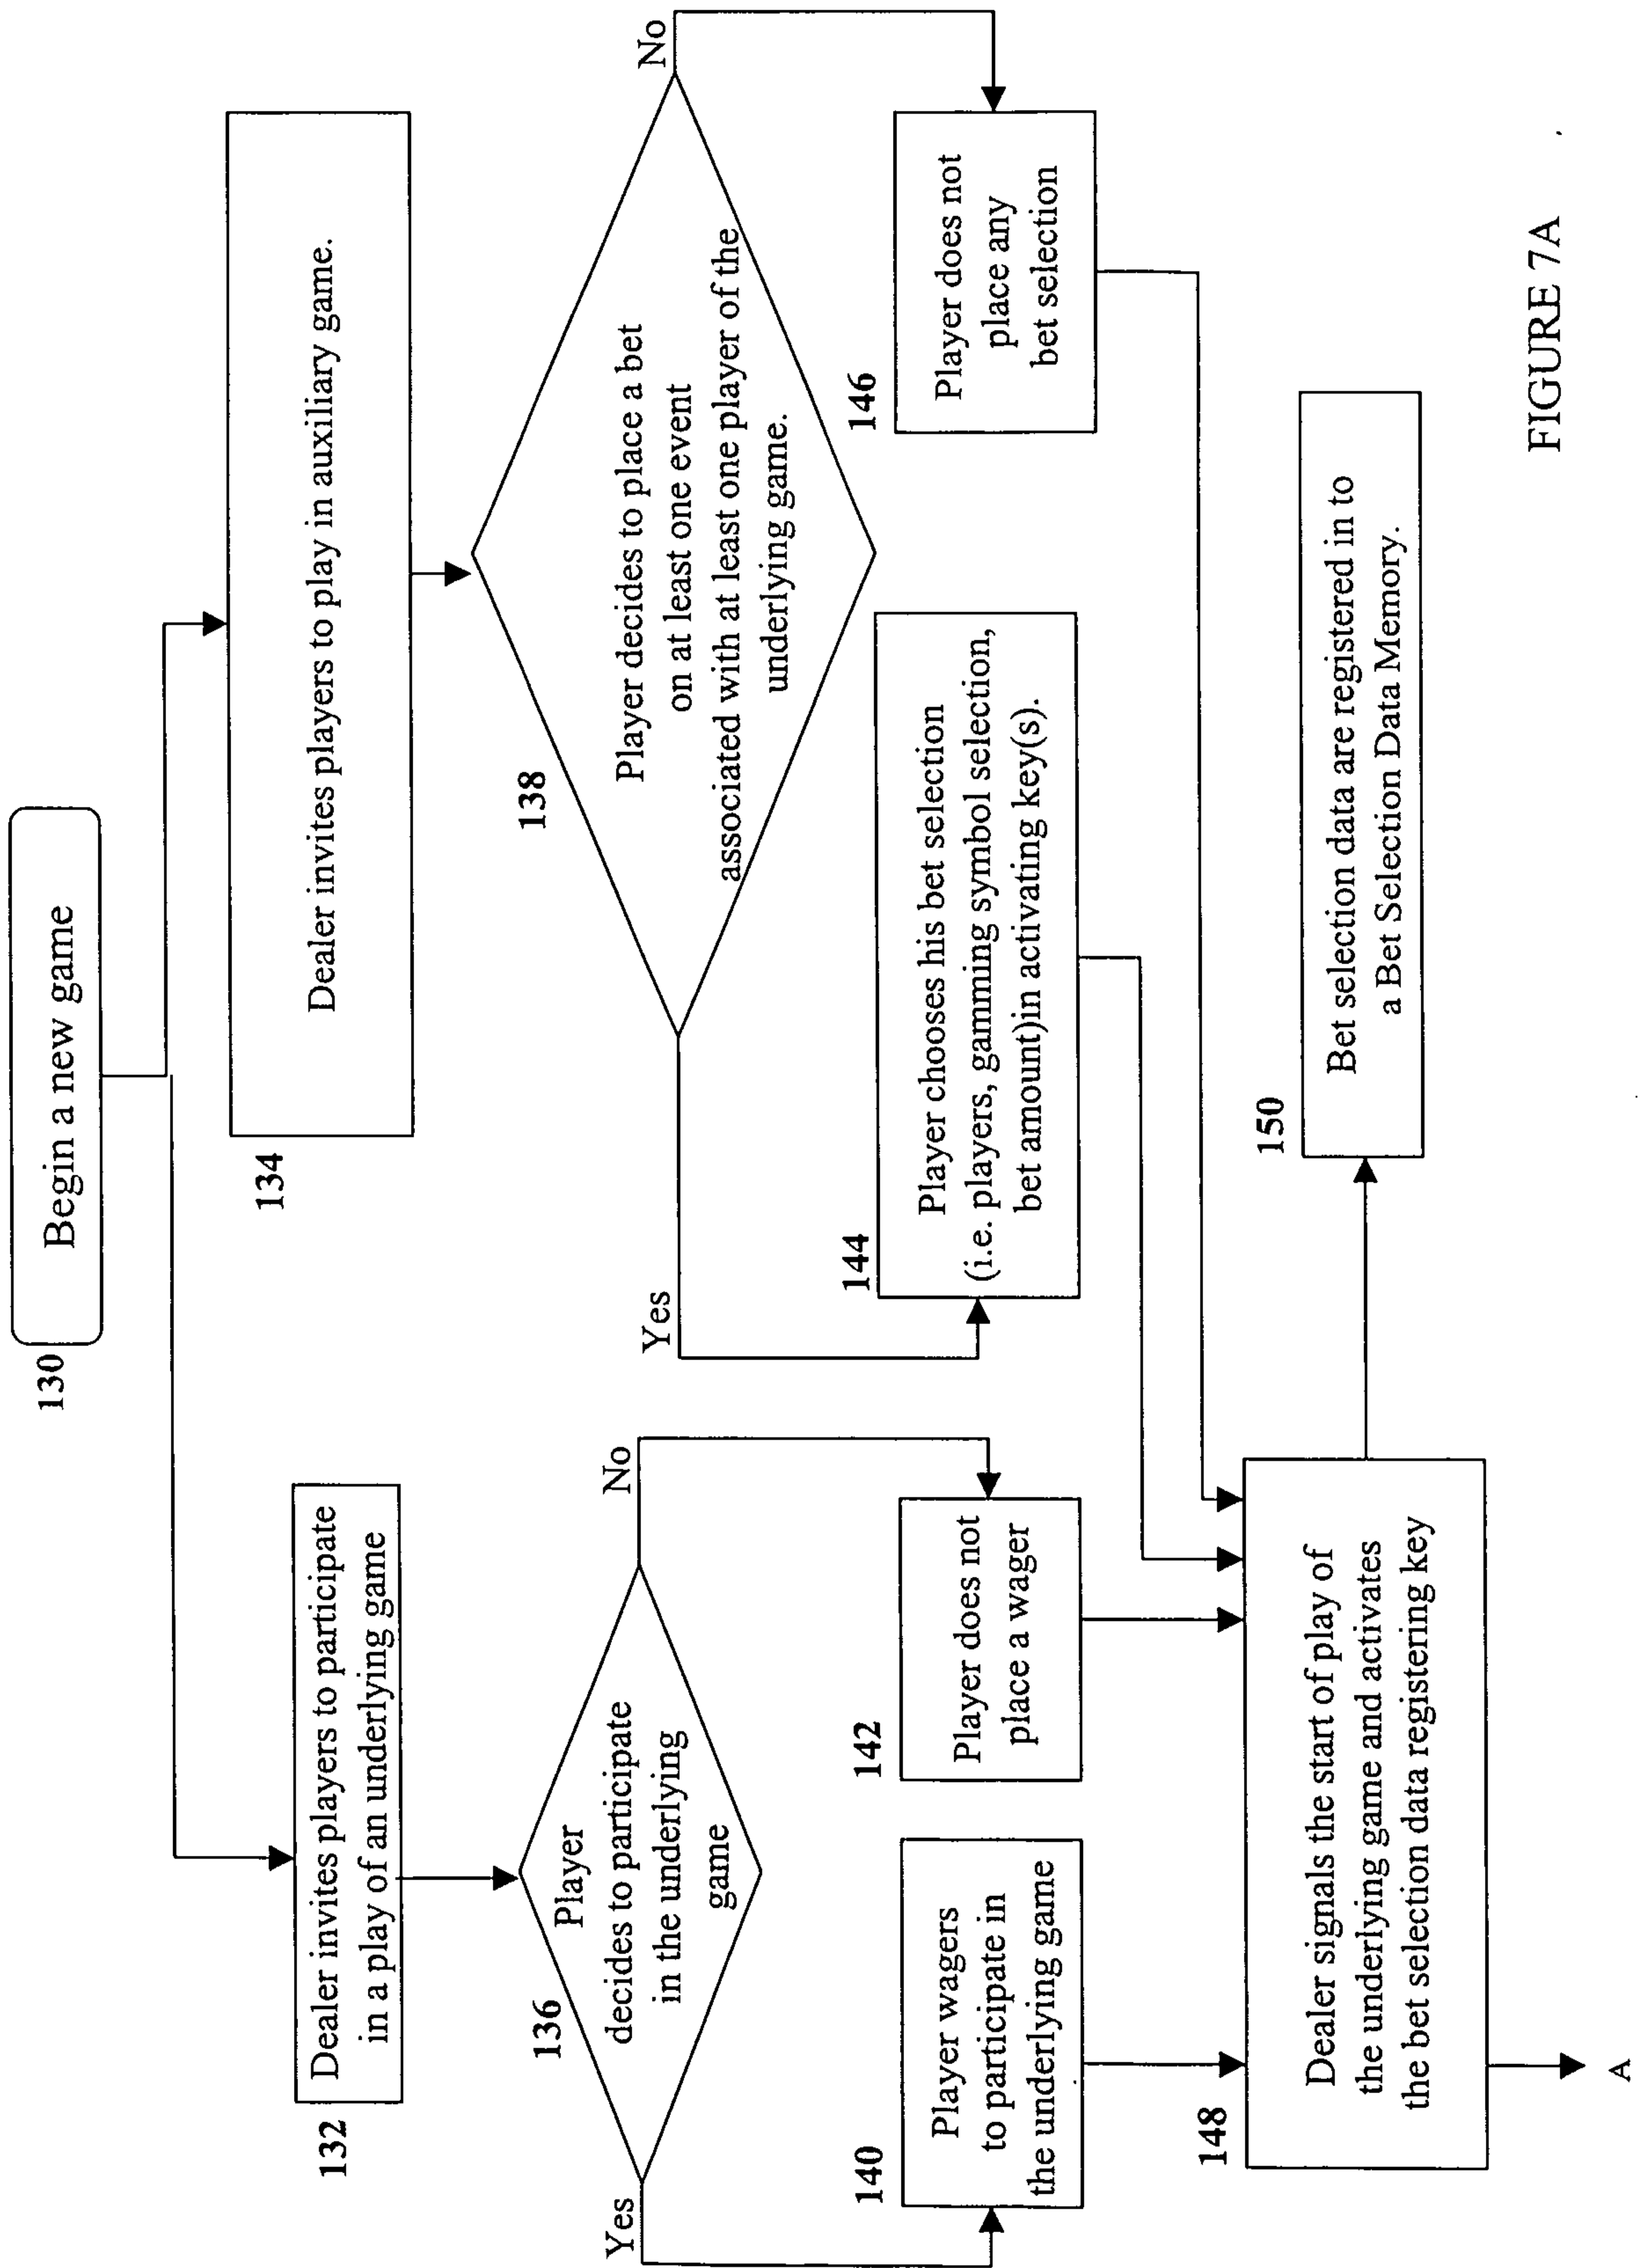 130
Begin a new game
132
Dealer invites players to participate
in a play of an underlying game
134
Dealer invites players to play in auxiliary game.
136
Player
decides to participate
in the underlying
game
Yes
No
138
Player decides to place a bet
on at least one event
associated with at least one player of the
underlying game.
Yes
No
140
Player wagers
to participate in
the underlying game
142
Player does not
place a wager
144
Player chooses his bet selection
(i.e. players, gamming symbol selection,
bet amount)in activating key(s).
146
Player does not
place any
bet selection
148
Dealer signals the start of play of
the underlying game and activates
the bet selection data registering key
150
Bet selection data are registered in to
a Bet Selection Data Memory.
A
FIGURE 7A